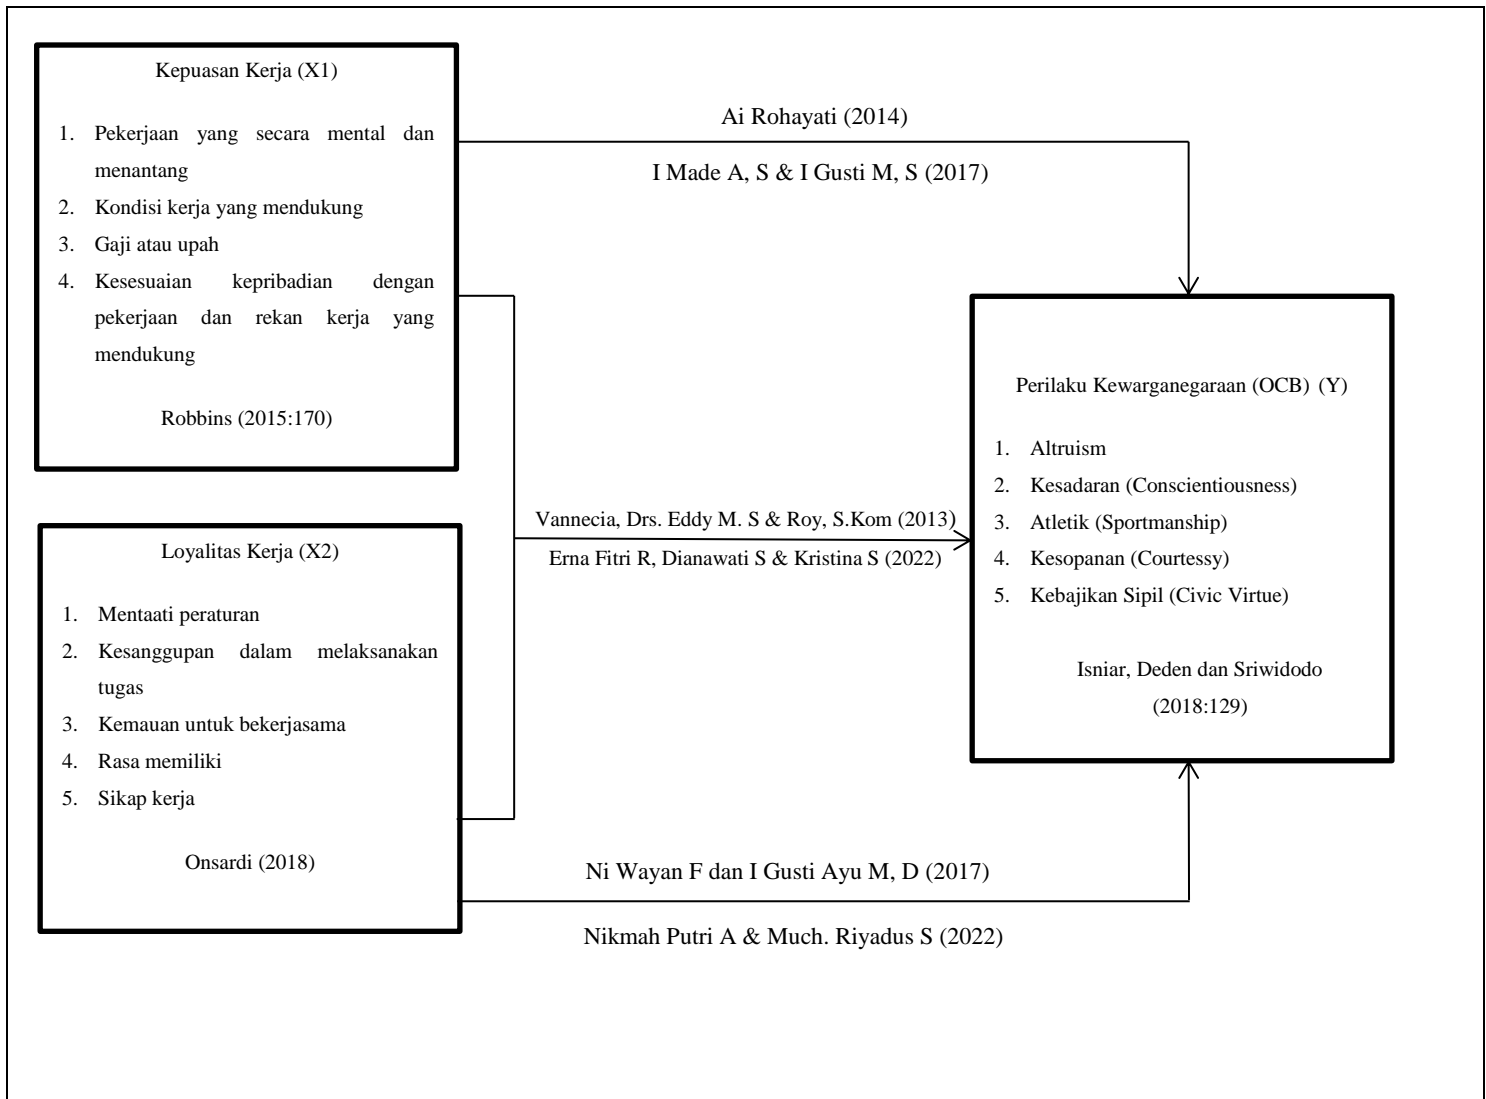 Kepuasan Kerja (X1)
1. Pekerjaan yang secara mental dan
menantang
2. Kondisi kerja yang mendukung
3. Gaji atau upah
4. Kesesuaian kepribadian dengan
pekerjaan dan rekan kerja yang
mendukung
Robbins (2015:170)
Ai Rohayati (2014)
I Made A, S & I Gusti M, S (2017)
Loyalitas Kerja (X2)
1. Mentaati peraturan
2. Kesanggupan dalam melaksanakan
tugas
3. Kemauan untuk bekerjasama
4. Rasa memiliki
5. Sikap kerja
Onsardi (2018)
Vannecia, Drs. Eddy M. S & Roy, S.Kom (2013)
Erna Fitri R, Dianawati S & Kristina S (2022)
Perilaku Kewarganegaraan (OCB) (Y)
1. Altruism
2. Kesadaran (Conscientiousness)
3. Atletik (Sportmanship)
4. Kesopanan (Courtessy)
5. Kebajikan Sipil (Civic Virtue)
Isniar, Deden dan Sriwidodo
(2018:129)
Ni Wayan F dan I Gusti Ayu M, D (2017)
Nikmah Putri A & Much. Riyadus S (2022)